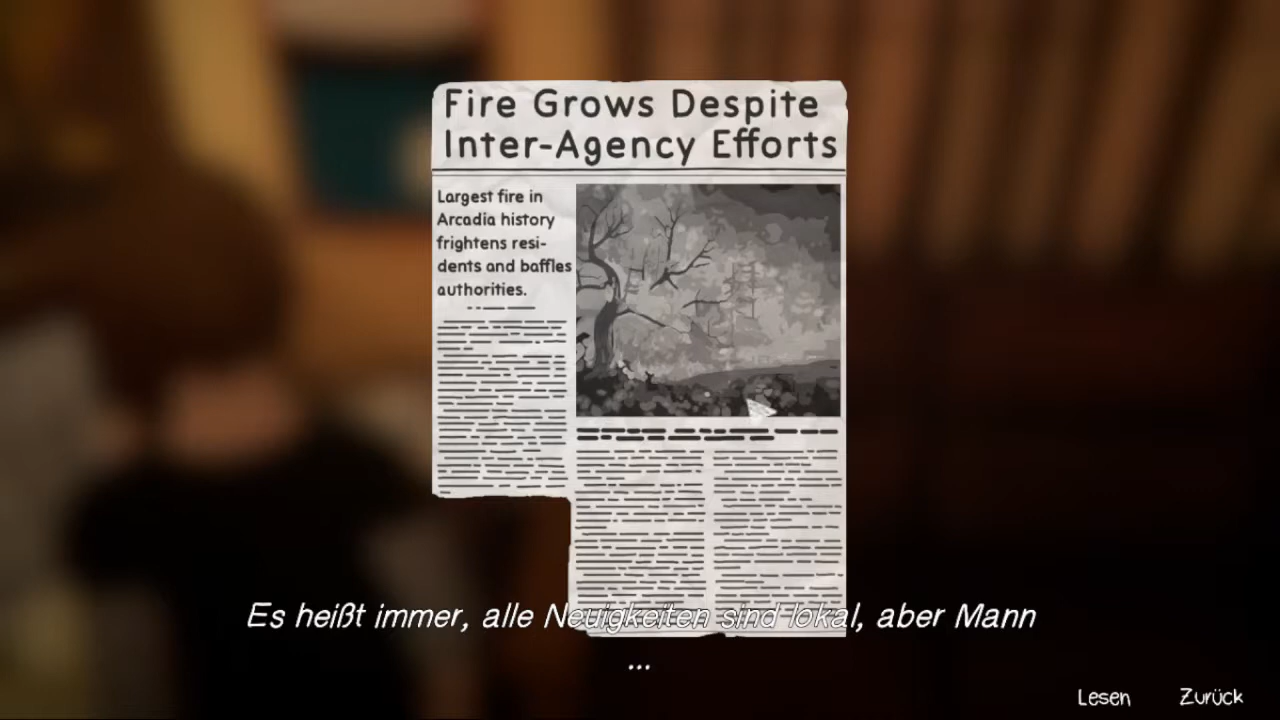 Fire Grows Despite
Inter-Agency Efforts
Largest fire in
Arcadia history
frightens resi-
dents and baffles
authorities.
Es heißt immer, alle Neuigkeiten sind lokal, aber Mann
...
Lesen Zurück